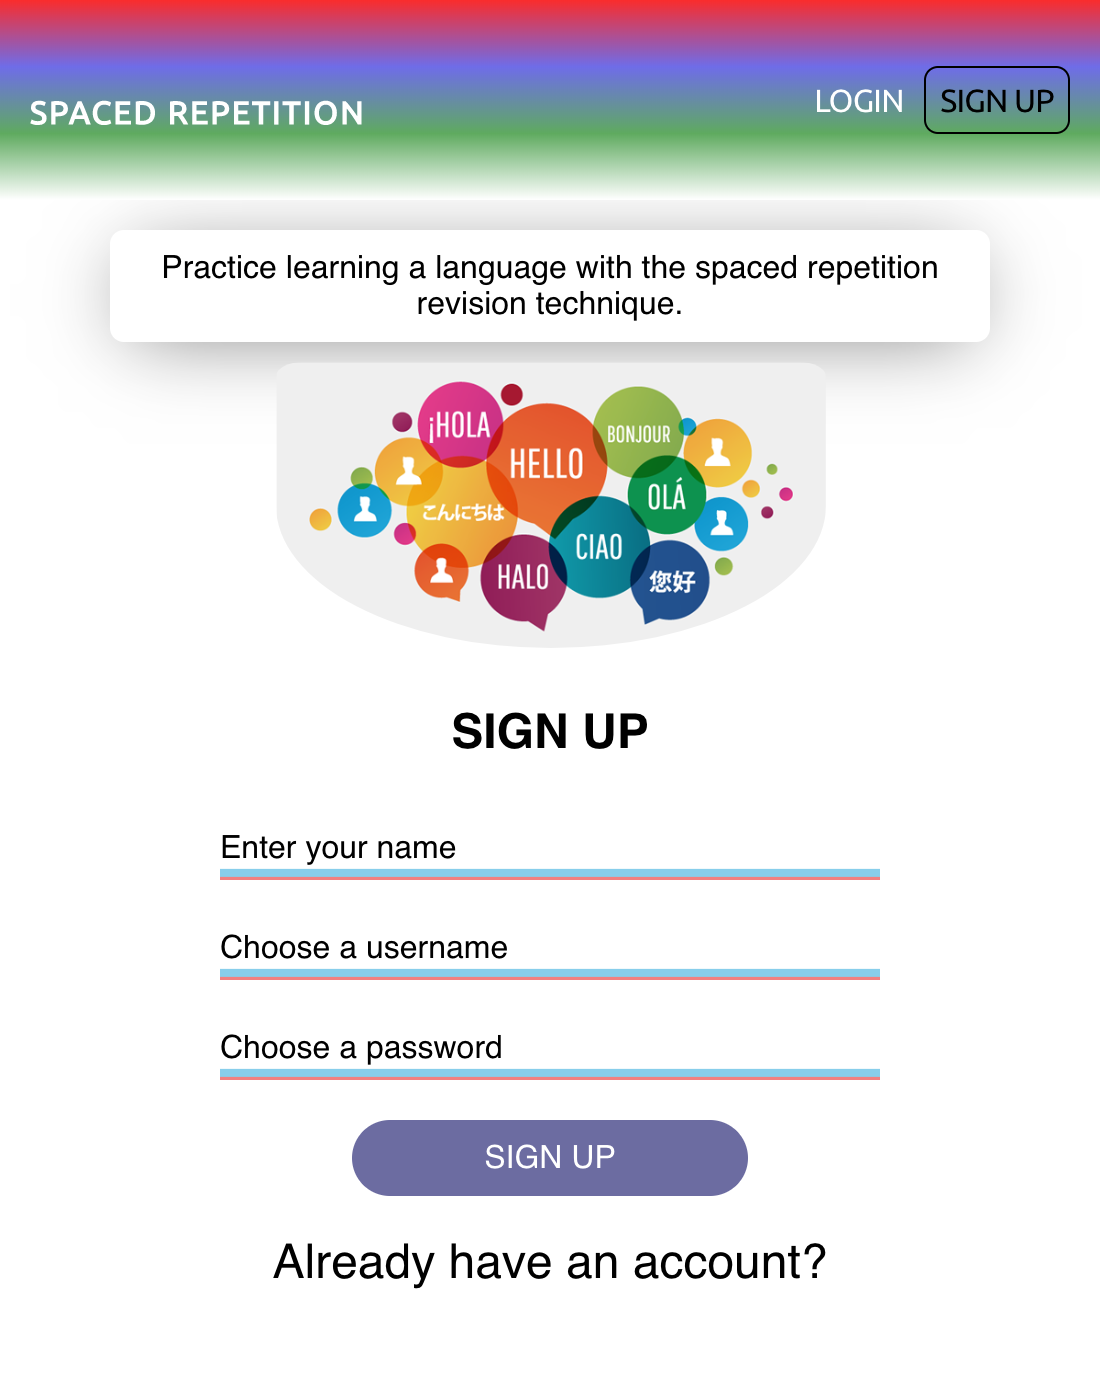 SPACED REPETITION
LOGIN
SIGN UP
Practice learning a language with the spaced repetition
revision technique.
¡HOLA
HELLO
BONJOUR
こんにちは
OLÁ
CIAO
HALO
您好
SIGN UP
Enter your name
Choose a username
Choose a password
SIGN UP
Already have an account?